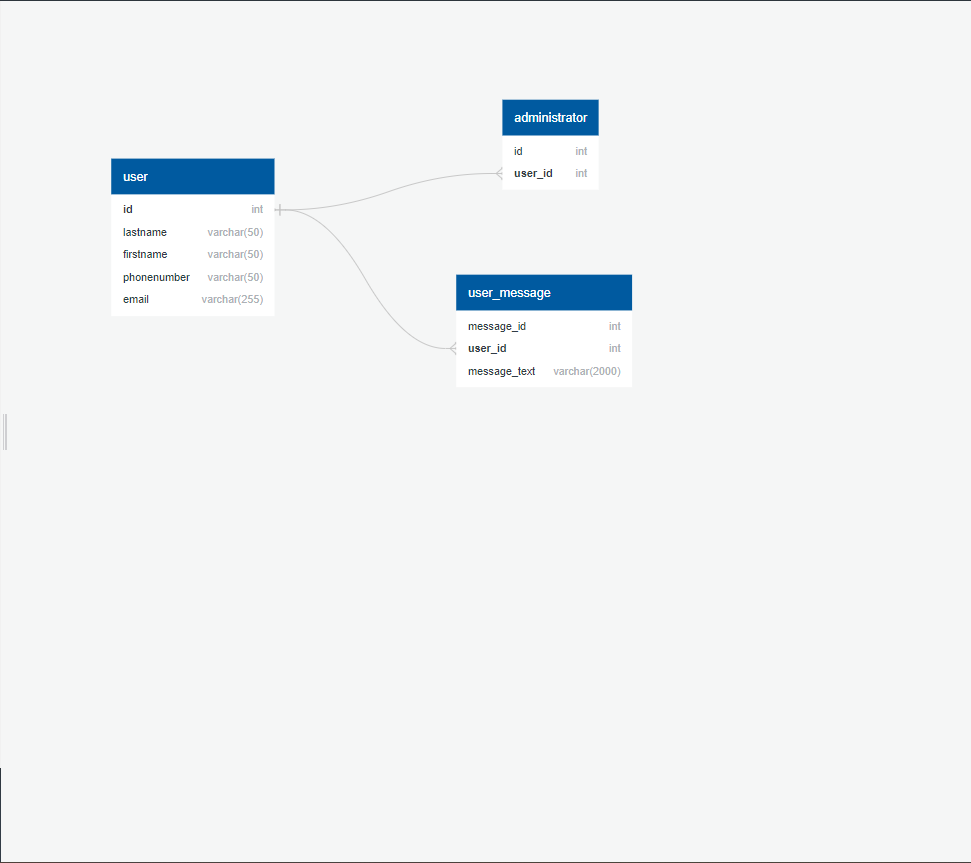 user
id int
lastname varchar(50)
firstname varchar(50)
phonenumber varchar(50)
email varchar(255)
administrator
id int
user_id int
user_message
message_id int
user_id int
message_text varchar(2000)